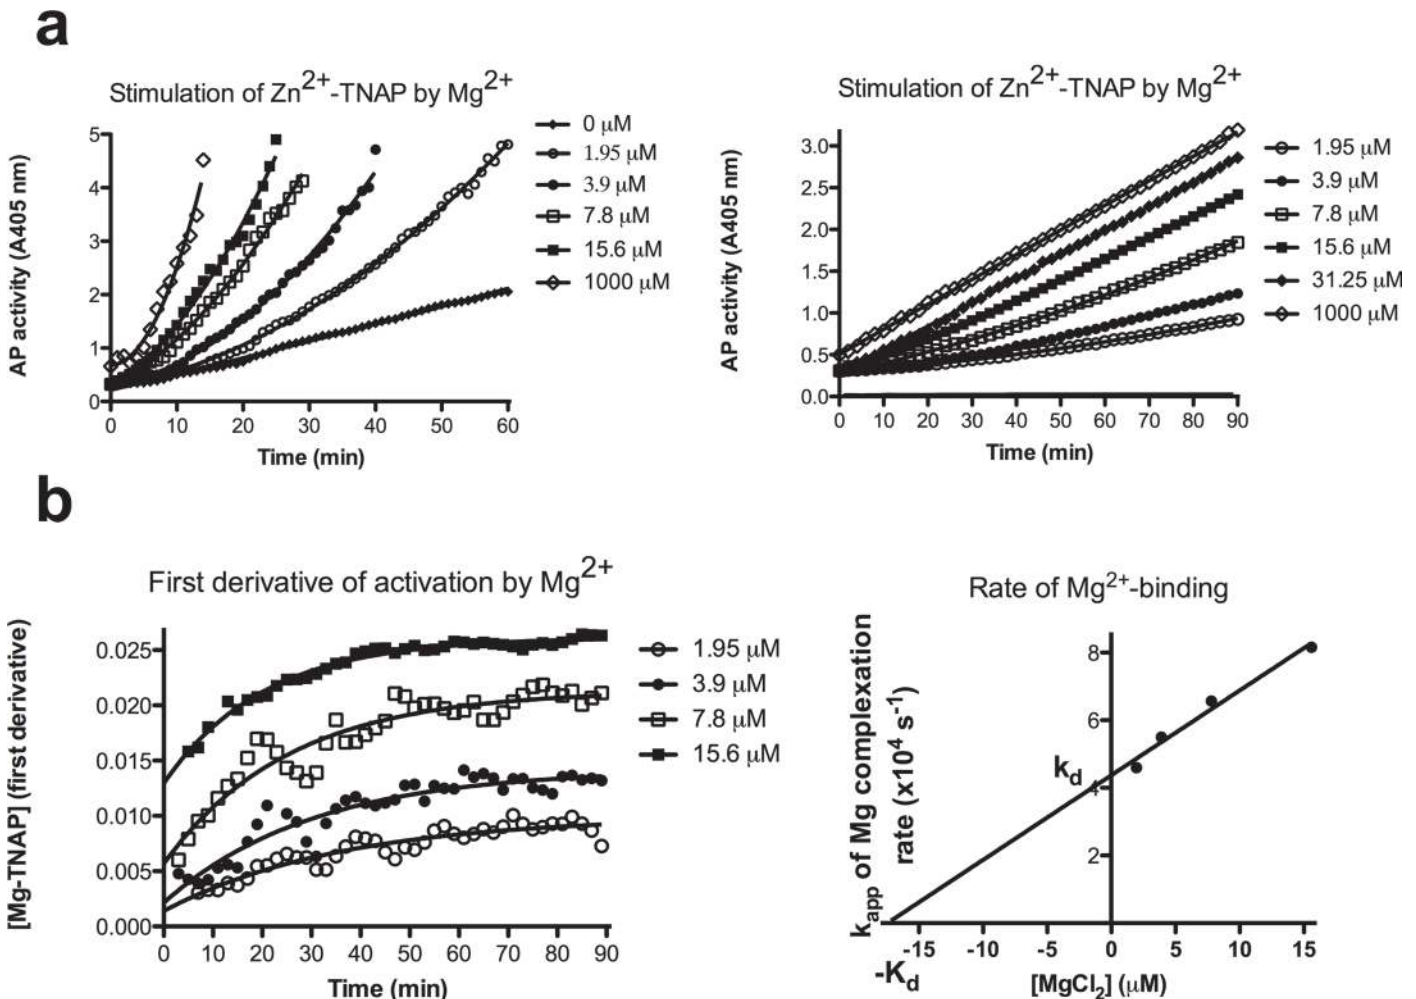 a
Stimulation of Zn2+-TNAP by Mg2+
AP activity (A405 nm)
5
4
3
2
1
0
0 10 20 30 40 50 60
Time (min)
0 μM
1.95 μM
3.9 μM
7.8 μM
15.6 μM
1000 μM
Stimulation of Zn2+-TNAP by Mg2+
AP activity (A405 nm)
3.0
2.5
2.0
1.5
1.0
0.5
0.0
0 10 20 30 40 50 60 70 80 90
Time (min)
1.95 μM
3.9 μM
7.8 μM
15.6 μM
31.25 μM
1000 μM
b
First derivative of activation by Mg2+
[Mg-TNAP] (first derivative)
0.025
0.020
0.015
0.010
0.005
0.000
0 10 20 30 40 50 60 70 80 90
Time (min)
1.95 μM
3.9 μM
7.8 μM
15.6 μM
Rate of Mg2+-binding
kapp of Mg complexation
rate (x104 s-1)
8
6
kd
4
2
-15 -10 -5 0 5 10 15
-Kd
[MgCl2] (μM)